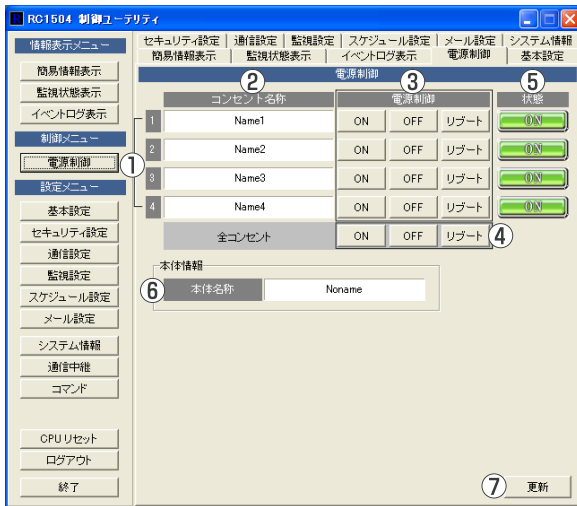 RC1504 制御ユーティリティ
情報表示メニュー
簡易情報表示
監視状態表示
イベントログ表示
制御メニュー
電源制御
①
設定メニュー
基本設定
セキュリティ設定
通信設定
監視設定
スケジュール設定
メール設定
システム情報
通信中継
コマンド
CPUリセット
ログアウト
終了
セキュリティ設定 通信設定 監視設定 スケジュール設定 メール設定 システム情報
簡易情報表示 監視状態表示 イベントログ表示 電源制御 基本設定
電源制御
② ③ ⑤
コンセント名称 電源制御 状態
1 Name1 ON OFF リブート ON
2 Name2 ON OFF リブート ON
3 Name3 ON OFF リブート ON
4 Name4 ON OFF リブート ON
全コンセント ON OFF リブート ④
本体情報
⑥ 本体名称 Noname
⑦ 更新